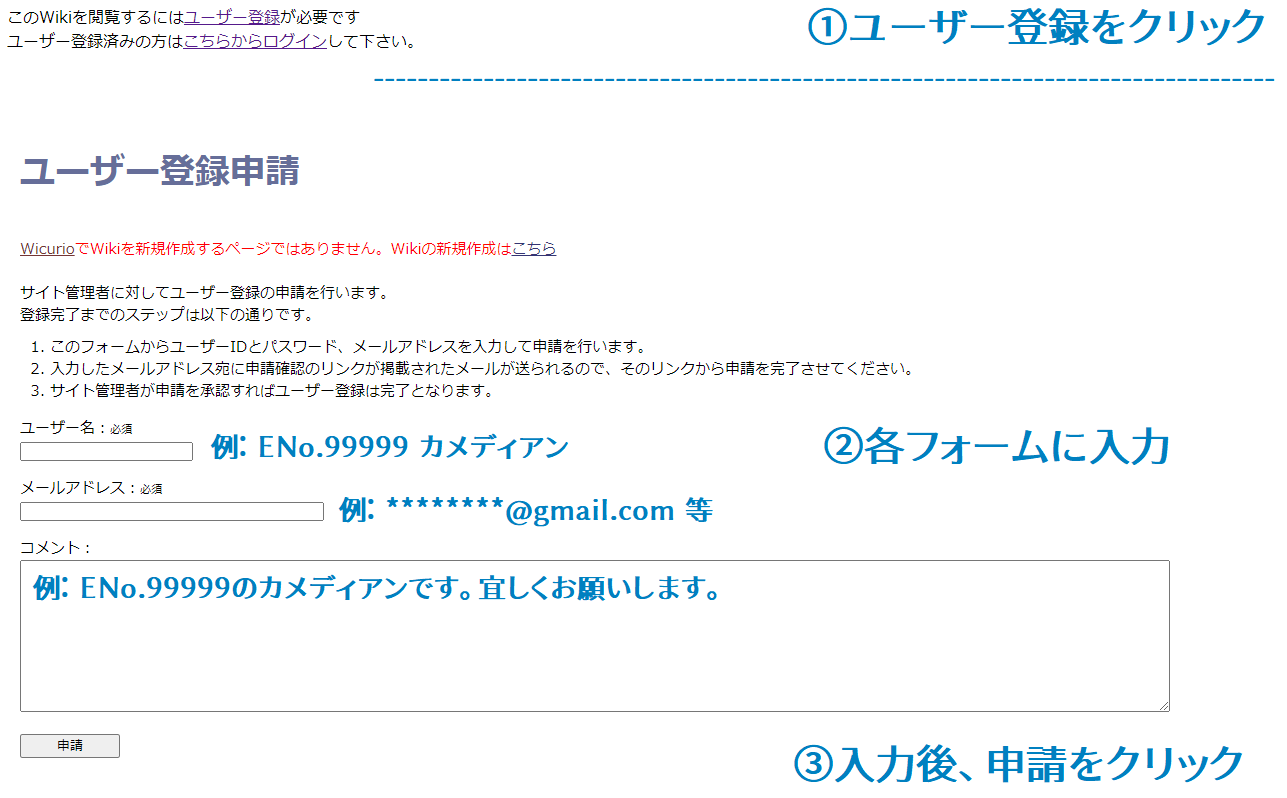 このWikiを閲覧するにはユーザー登録が必要です
ユーザー登録済みの方はこちらからログインして下さい。
①ユーザー登録をクリック
ユーザー登録申請
WicurioでWikiを新規作成するページではありません。Wikiの新規作成はこちら
サイト管理者に対してユーザー登録の申請を行います。
登録完了までのステップは以下の通りです。
1. このフォームからユーザーIDとパスワード、メールアドレスを入力して申請を行います。
2. 入力したメールアドレス宛に申請確認のリンクが掲載されたメールが送られるので、そのリンクから申請を完了させてください。
3. サイト管理者が申請を承認すればユーザー登録は完了となります。
ユーザー名：必須
例: ENo.99999 カメディアン
②各フォームに入力
メールアドレス：必須
例: ********@gmail.com 等
コメント：
例: ENo.99999のカメディアンです。宜しくお願いします。
申請
③入力後、申請をクリック